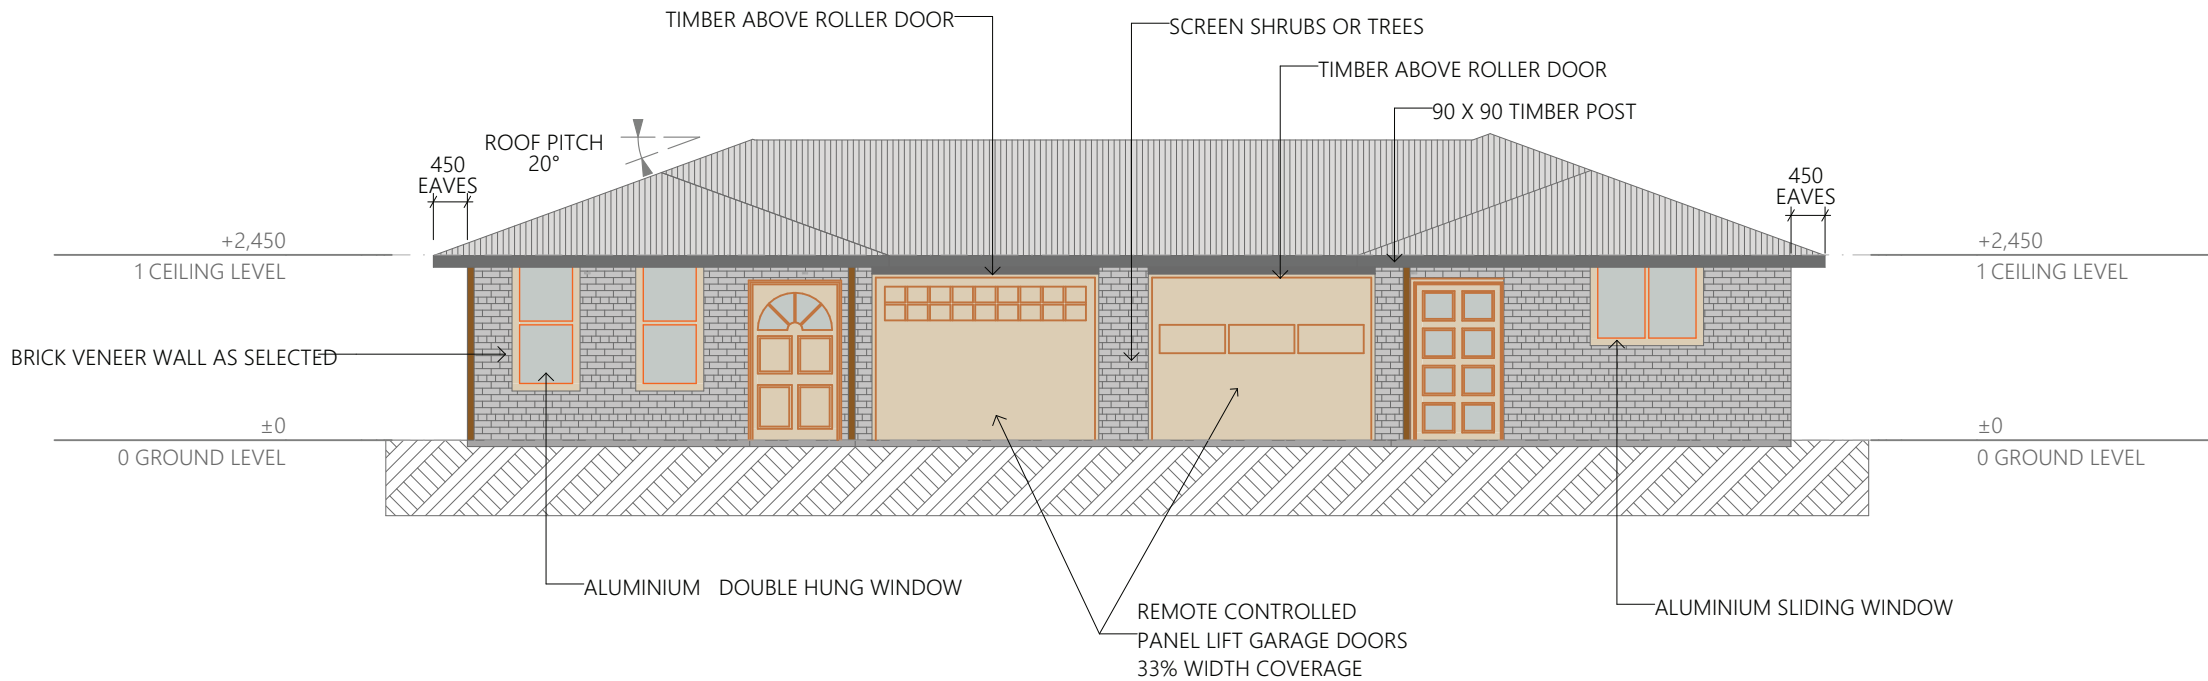 TIMBER ABOVE ROLLER DOOR
SCREEN SHRUBS OR TREES
TIMBER ABOVE ROLLER DOOR
90 X 90 TIMBER POST
ROOF PITCH
20°
450
EAVES
450
EAVES
+2,450
1 CEILING LEVEL
+2,450
1 CEILING LEVEL
BRICK VENEER WALL AS SELECTED
±0
0 GROUND LEVEL
±0
0 GROUND LEVEL
ALUMINIUM DOUBLE HUNG WINDOW
REMOTE CONTROLLED
PANEL LIFT GARAGE DOORS
33% WIDTH COVERAGE
ALUMINIUM SLIDING WINDOW